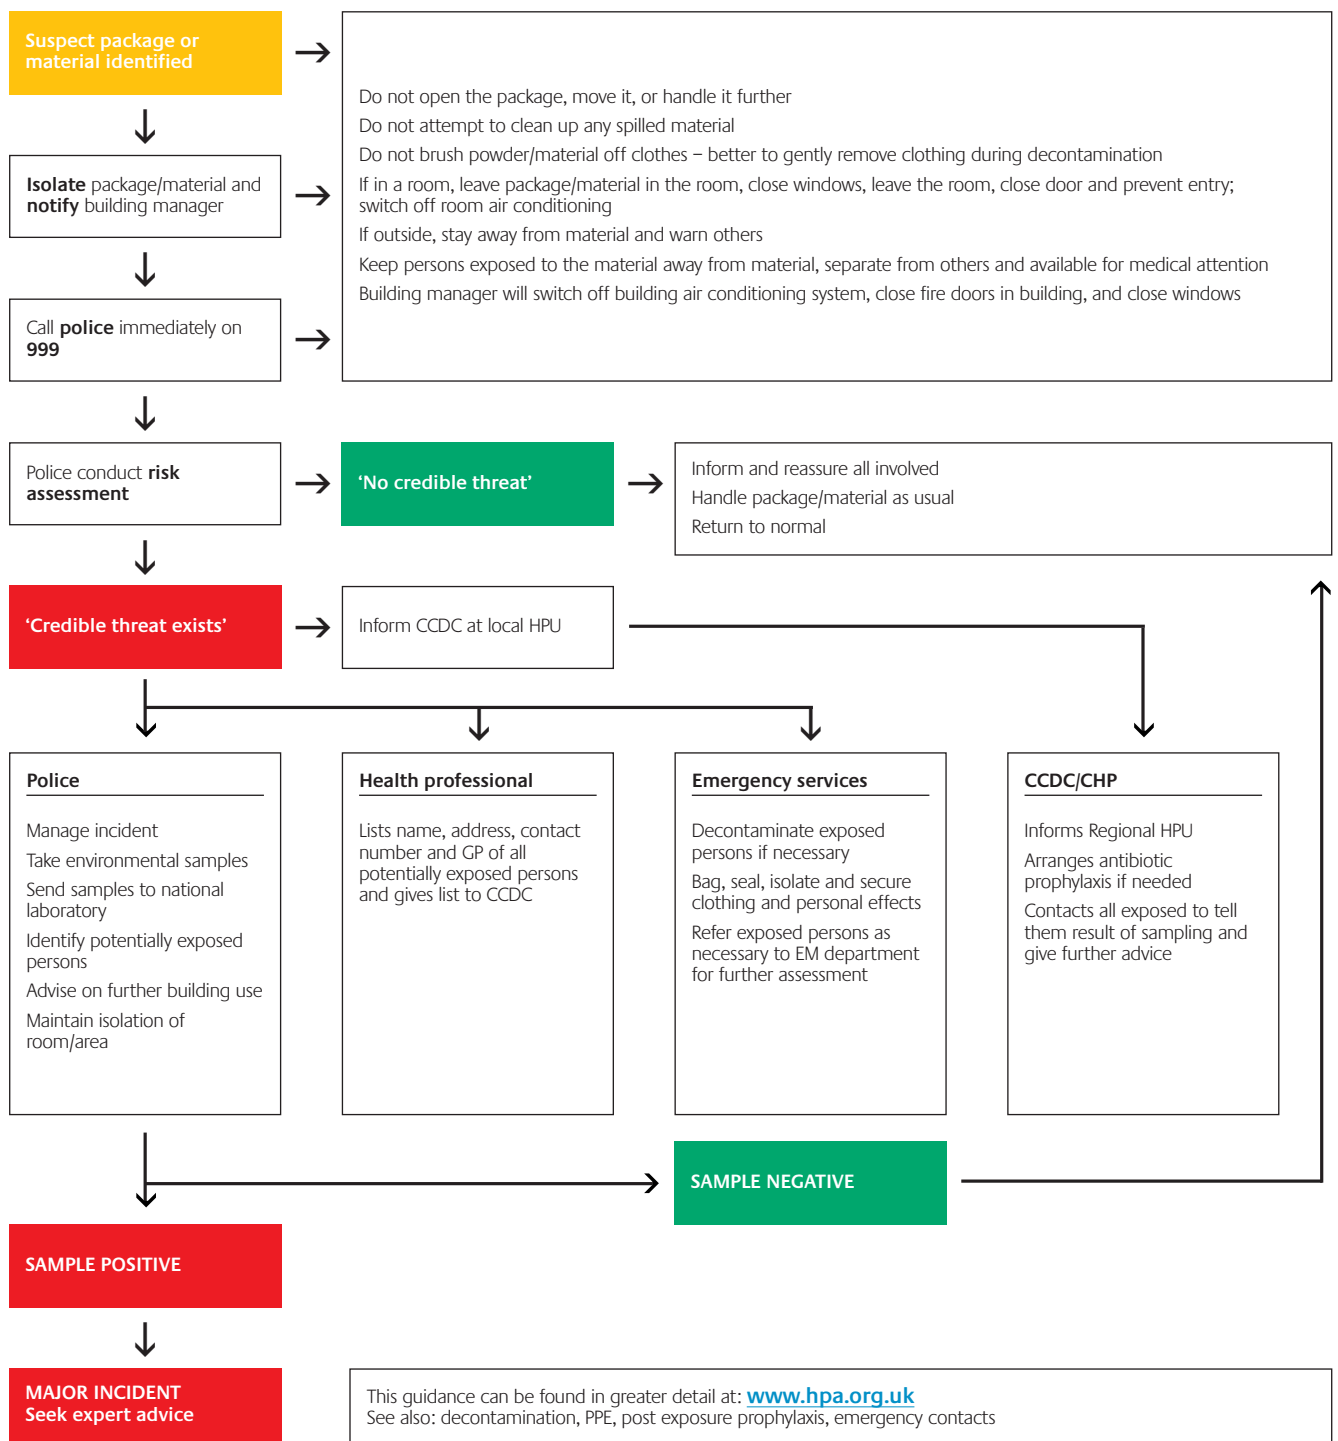 Suspect package or
material identified
Do not open the package, move it, or handle it further
Do not attempt to clean up any spilled material
Do not brush powder/material off clothes – better to gently remove clothing during decontamination
If in a room, leave package/material in the room, close windows, leave the room, close door and prevent entry;
switch off room air conditioning
If outside, stay away from material and warn others
Keep persons exposed to the material away from material, separate from others and available for medical attention
Building manager will switch off building air conditioning system, close fire doors in building, and close windows
Isolate package/material and
notify building manager
Call police immediately on
999
Police conduct risk
assessment
‘No credible threat’
Inform and reassure all involved
Handle package/material as usual
Return to normal
‘Credible threat exists’
Inform CCDC at local HPU
Police
Manage incident
Take environmental samples
Send samples to national
laboratory
Identify potentially exposed
persons
Advise on further building use
Maintain isolation of
room/area
Health professional
Lists name, address, contact
number and GP of all
potentially exposed persons
and gives list to CCDC
Emergency services
Decontaminate exposed
persons if necessary
Bag, seal, isolate and secure
clothing and personal effects
Refer exposed persons as
necessary to EM department
for further assessment
CCDC/CHP
Informs Regional HPU
Arranges antibiotic
prophylaxis if needed
Contacts all exposed to tell
them result of sampling and
give further advice
SAMPLE NEGATIVE
SAMPLE POSITIVE
MAJOR INCIDENT
Seek expert advice
This guidance can be found in greater detail at: www.hpa.org.uk
See also: decontamination, PPE, post exposure prophylaxis, emergency contacts